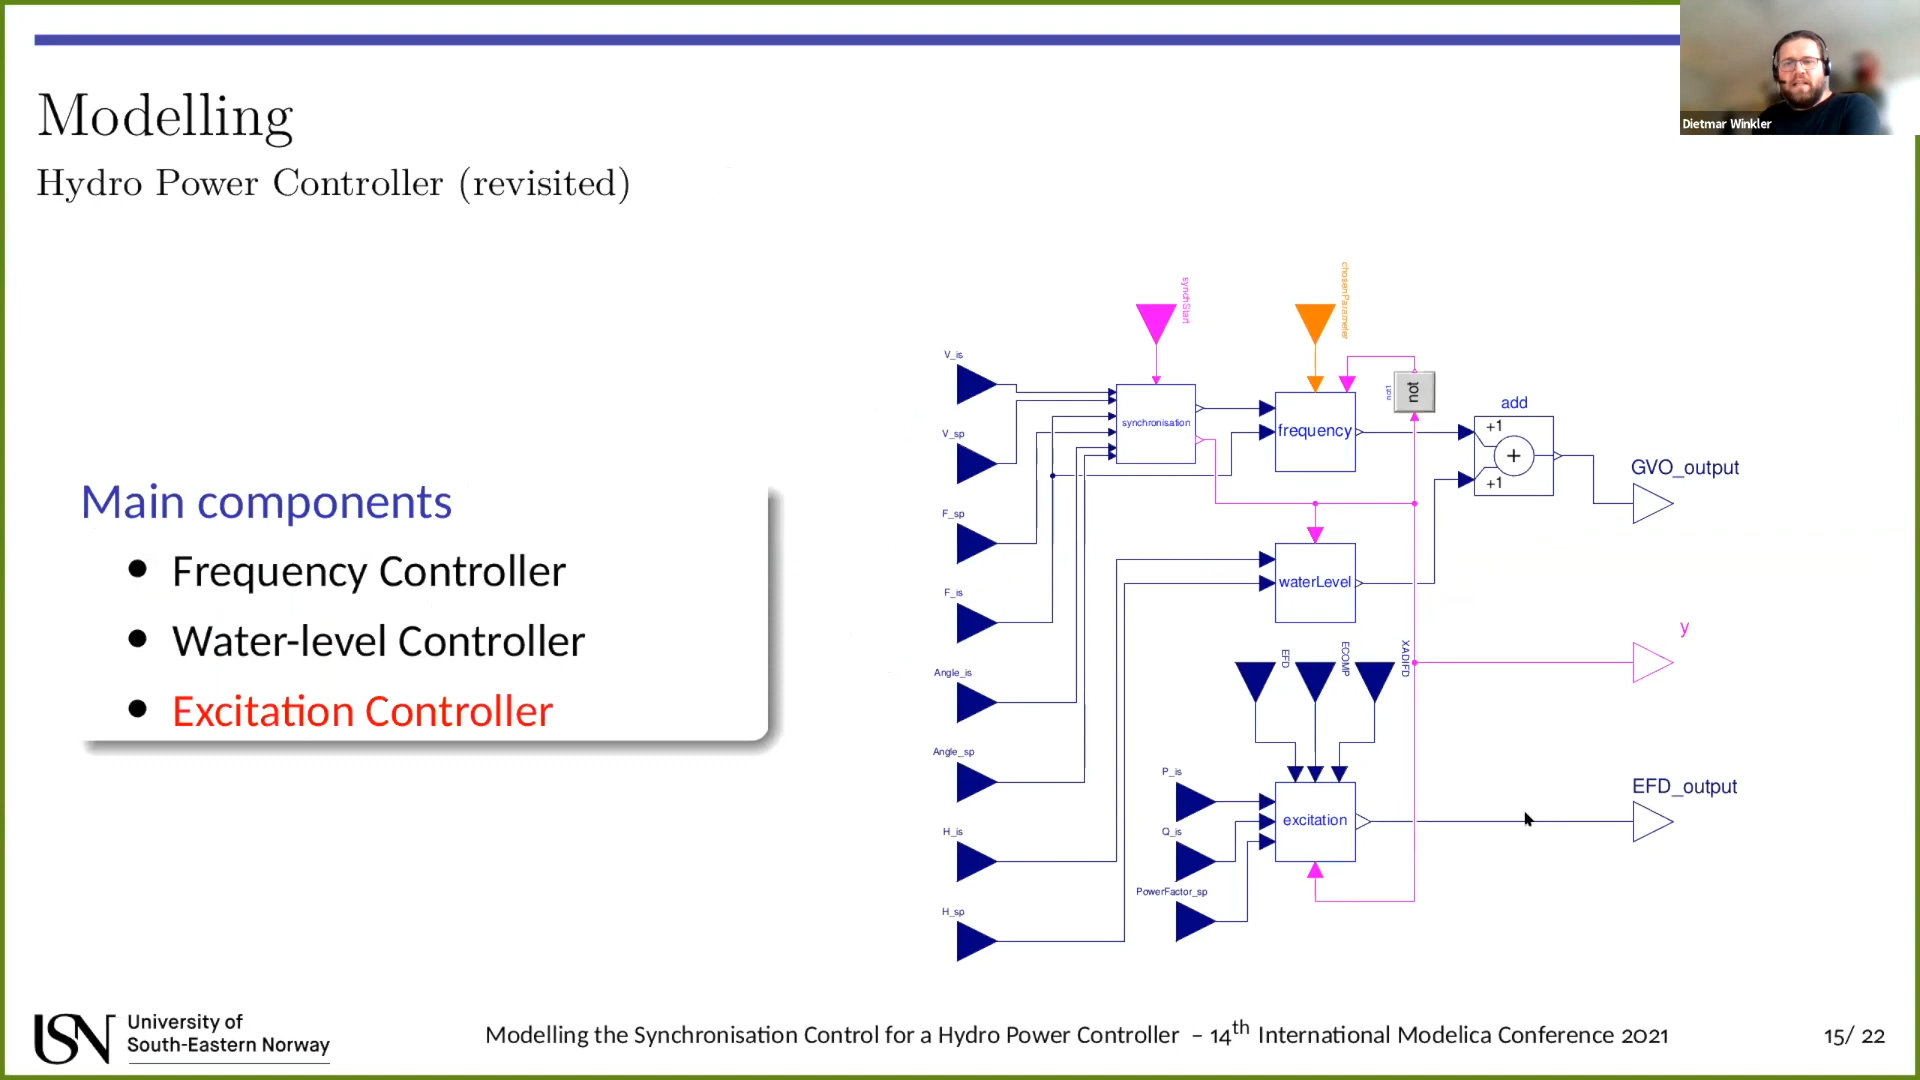 Dietmar Winkler
Modelling
Hydro Power Controller (revisited)
Main components
Frequency Controller
Water-level Controller
Excitation Controller
synchStart
chosenParameter
V_is
V_sp
F_sp
F_is
Angle_is
Angle_sp
H_is
H_sp
synchronisation
frequency
not1
not
add
+1
+
+1
GVO_output
waterLevel
y
EFD
ECOMP
XADIFD
P_is
Q_is
PowerFactor_sp
excitation
EFD_output
USN University of
South-Eastern Norway
Modelling the Synchronisation Control for a Hydro Power Controller – 14th International Modelica Conference 2021
15/ 22